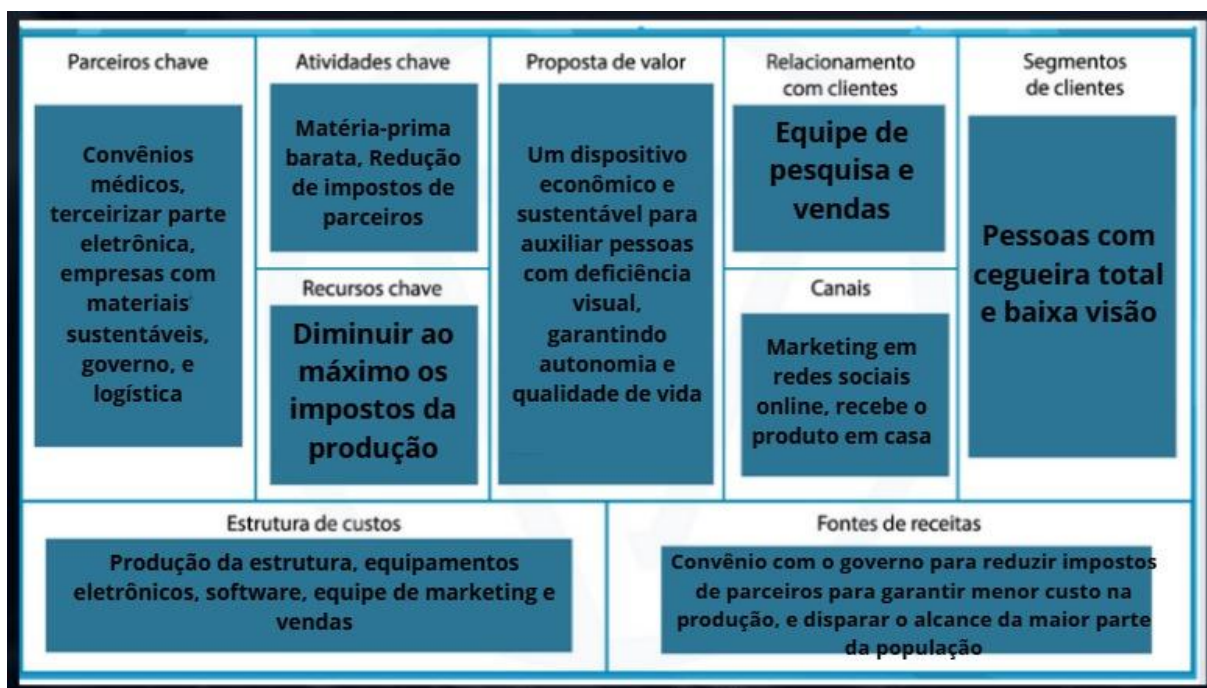 Parceiros chave
Convênios
médicos,
terceirizar parte
eletrônica,
empresas com
materiais
sustentáveis,
governo, e
logística
Atividades chave
Matéria-prima
barata, Redução
de impostos de
parceiros
Recursos chave
Diminuir ao
máximo os
impostos da
produção
Proposta de valor
Um dispositivo
econômico e
sustentável para
auxiliar pessoas
com deficiência
visual,
garantindo
autonomia e
qualidade de vida
Relacionamento
com clientes
Equipe de
pesquisa e
vendas
Canais
Marketing em
redes sociais
online, recebe o
produto em casa
Segmentos
de clientes
Pessoas com
cegueira total
e baixa visão
Estrutura de custos
Produção da estrutura, equipamentos
eletrônicos, software, equipe de marketing e
vendas
Fontes de receitas
Convênio com o governo para reduzir impostos
de parceiros para garantir menor custo na
produção, e disparar o alcance da maior parte
da população